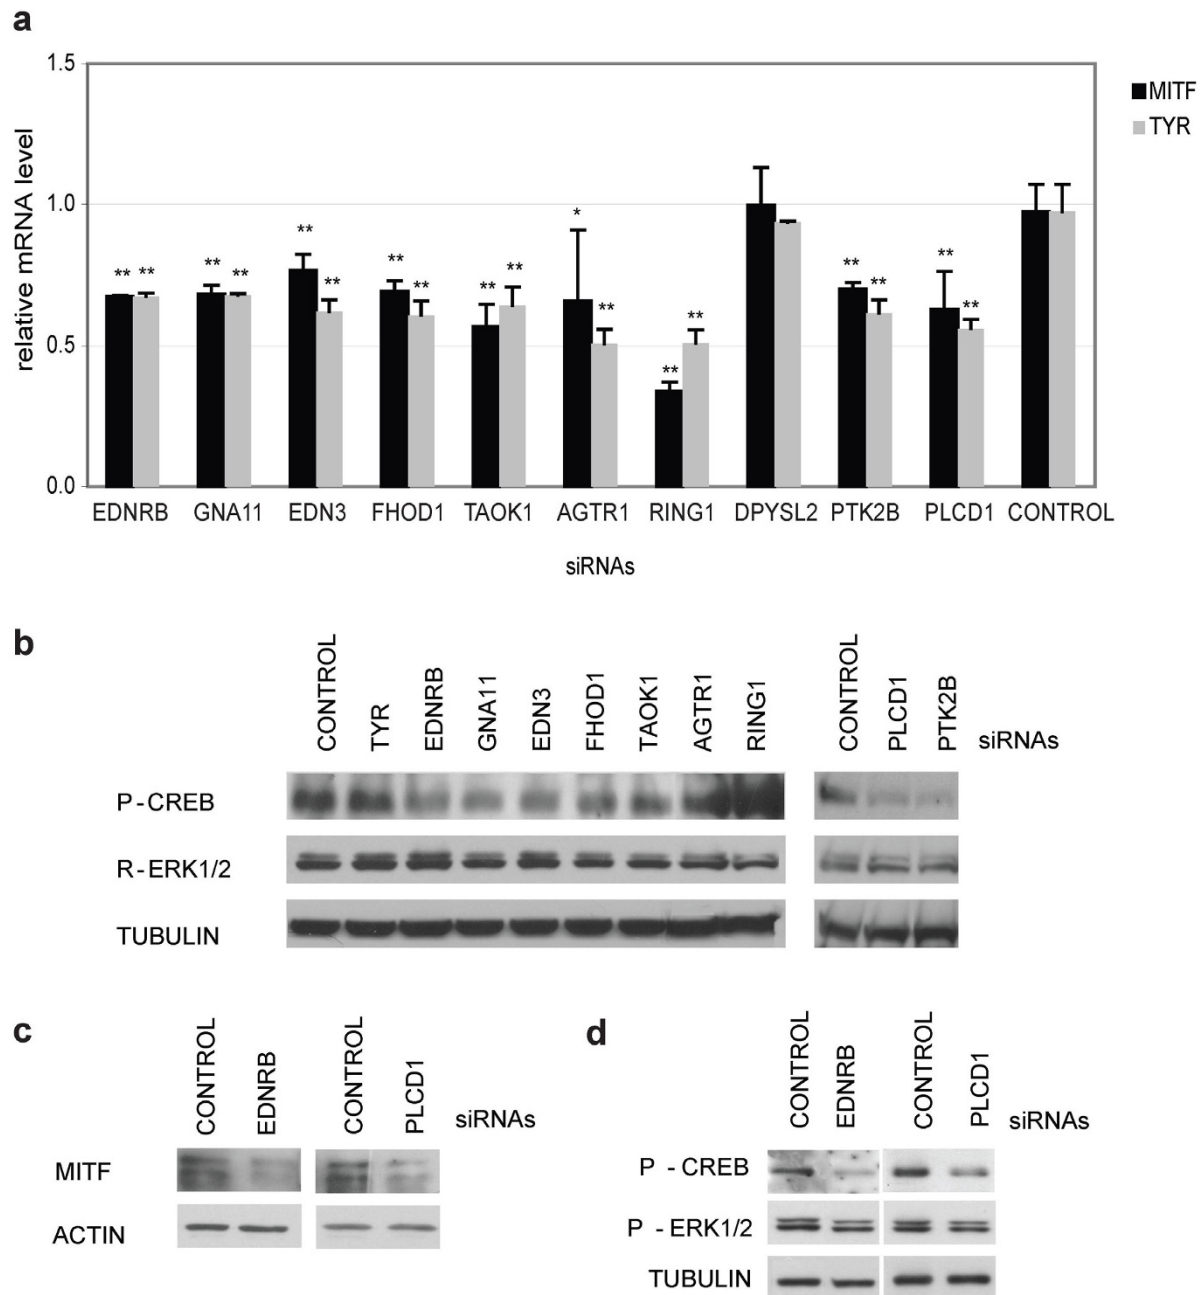 a
1.5
1.0
0.5
0.0
relative mRNA level
MITF
TYR
** ** ** ** ** ** ** ** ** ** * ** ** ** ** ** ** **
EDNRB GNA11 EDN3 FHOD1 TAOK1 AGTR1 RING1 DPYSL2 PTK2B PLCD1 CONTROL
siRNAs
b
CONTROL TYR EDNRB GNA11 EDN3 FHOD1 TAOK1 AGTR1 RING1 CONTROL PLCD1 PTK2B siRNAs
P-CREB
R-ERK1/2
TUBULIN
c
CONTROL EDNRB CONTROL PLCD1 siRNAs
MITF
ACTIN
d
CONTROL EDNRB CONTROL PLCD1 siRNAs
P - CREB
P - ERK1/2
TUBULIN